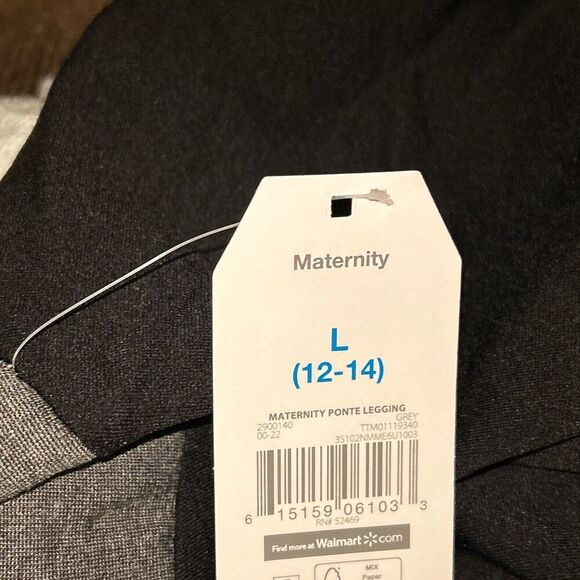 Maternity
L
(12-14)
MATERNITY PONTE LEGGING
2900140 GREY
00-22 TTM01119340
35102NMME6U1003
6 15159 06103 3
RN# 52469
Find more at Walmart.com
MIX
Paper